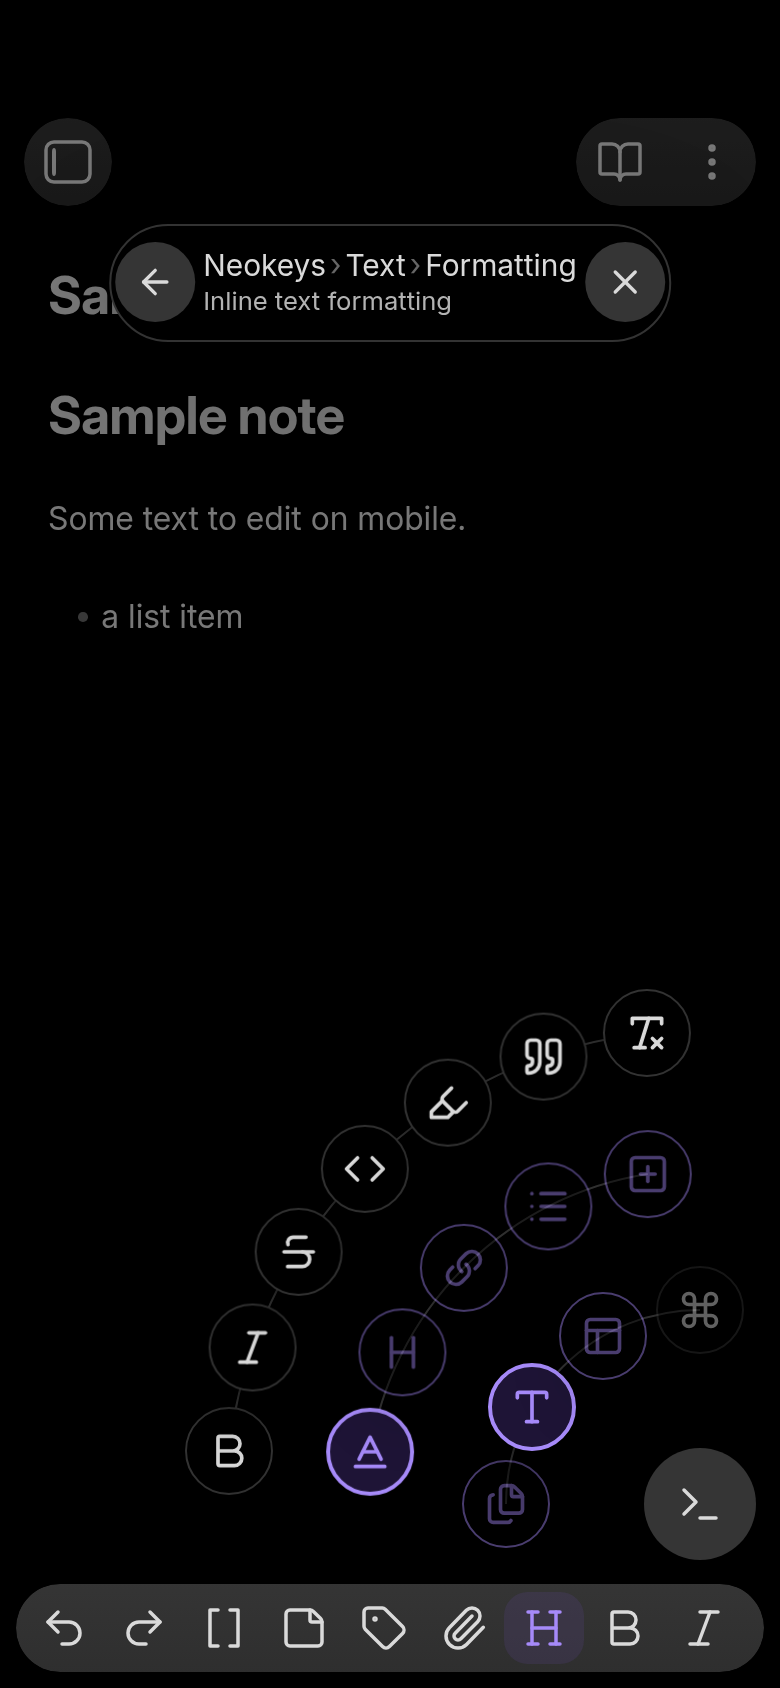 Neokeys › Text › Formatting
Inline text formatting
Sa
Sample note
Some text to edit on mobile.
• a list item